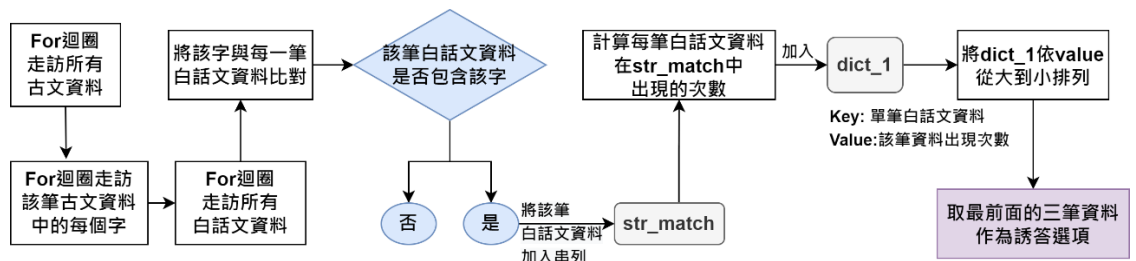 For迴圈
走訪所有
古文資料
For迴圈走訪
該筆古文資料
中的每個字
For迴圈
走訪所有
白話文資料
將該字與每一筆
白話文資料比對
該筆白話文資料
是否包含該字
否
是
將該筆
白話文資料
加入串列
str_match
計算每筆白話文資料
在str_match中
出現的次數
加入
dict_1
Key: 單筆白話文資料
Value:該筆資料出現次數
將dict_1依value
從大到小排列
取最前面的三筆資料
作為誘答選項